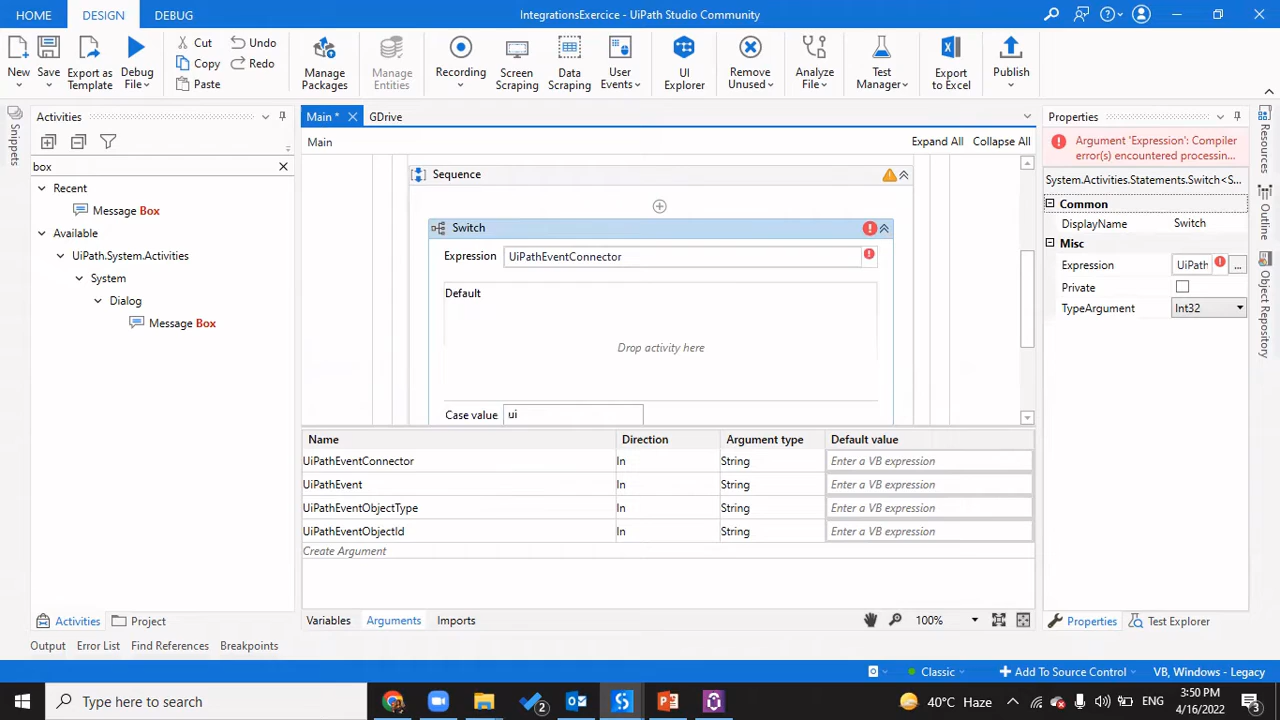 HOME DESIGN DEBUG IntegrationsExercice - UiPath Studio Community
New
Save
Export as
Template
Debug
File
Cut
Copy
Paste
Undo
Redo
Manage
Packages
Manage
Entities
Recording
Screen
Scraping
Data
Scraping
User
Events
UI
Explorer
Remove
Unused
Analyze
File
Test
Manager
Export
to Excel
Publish
Snippets
Activities
box
Recent
Message Box
Available
UiPath.System.Activities
System
Dialog
Message Box
Activities Project
Main * GDrive
Main Expand All Collapse All
Sequence
Switch
Expression UiPathEventConnector
Default
Drop activity here
Case value ui
Name Direction Argument type Default value
UiPathEventConnector In String Enter a VB expression
UiPathEvent In String Enter a VB expression
UiPathEventObjectType In String Enter a VB expression
UiPathEventObjectId In String Enter a VB expression
Create Argument
Variables Arguments Imports 100%
Properties
Argument 'Expression': Compiler
error(s) encountered processin...
System.Activities.Statements.Switch<S...
Common
DisplayName Switch
Misc
Expression UiPath ...
Private
TypeArgument Int32
Properties Test Explorer
Resources
Outline
Object Repository
Output Error List Find References Breakpoints
Classic Add To Source Control VB, Windows - Legacy
Type here to search
2
40°C Haze
ENG
3:50 PM
4/16/2022
3